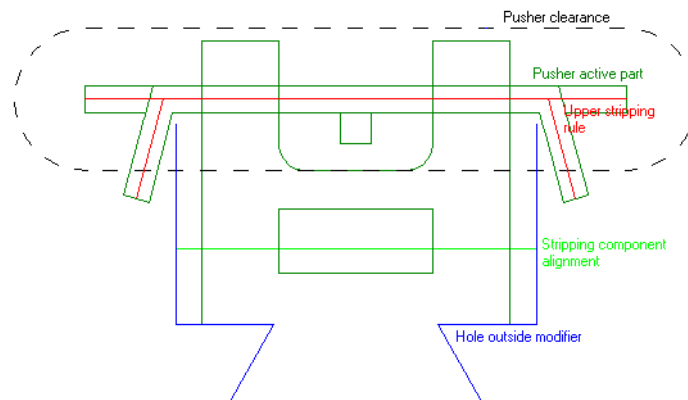 Pusher clearance
Pusher active part
Upper stripping
rule
Stripping component
alignment
Hole outside modifier